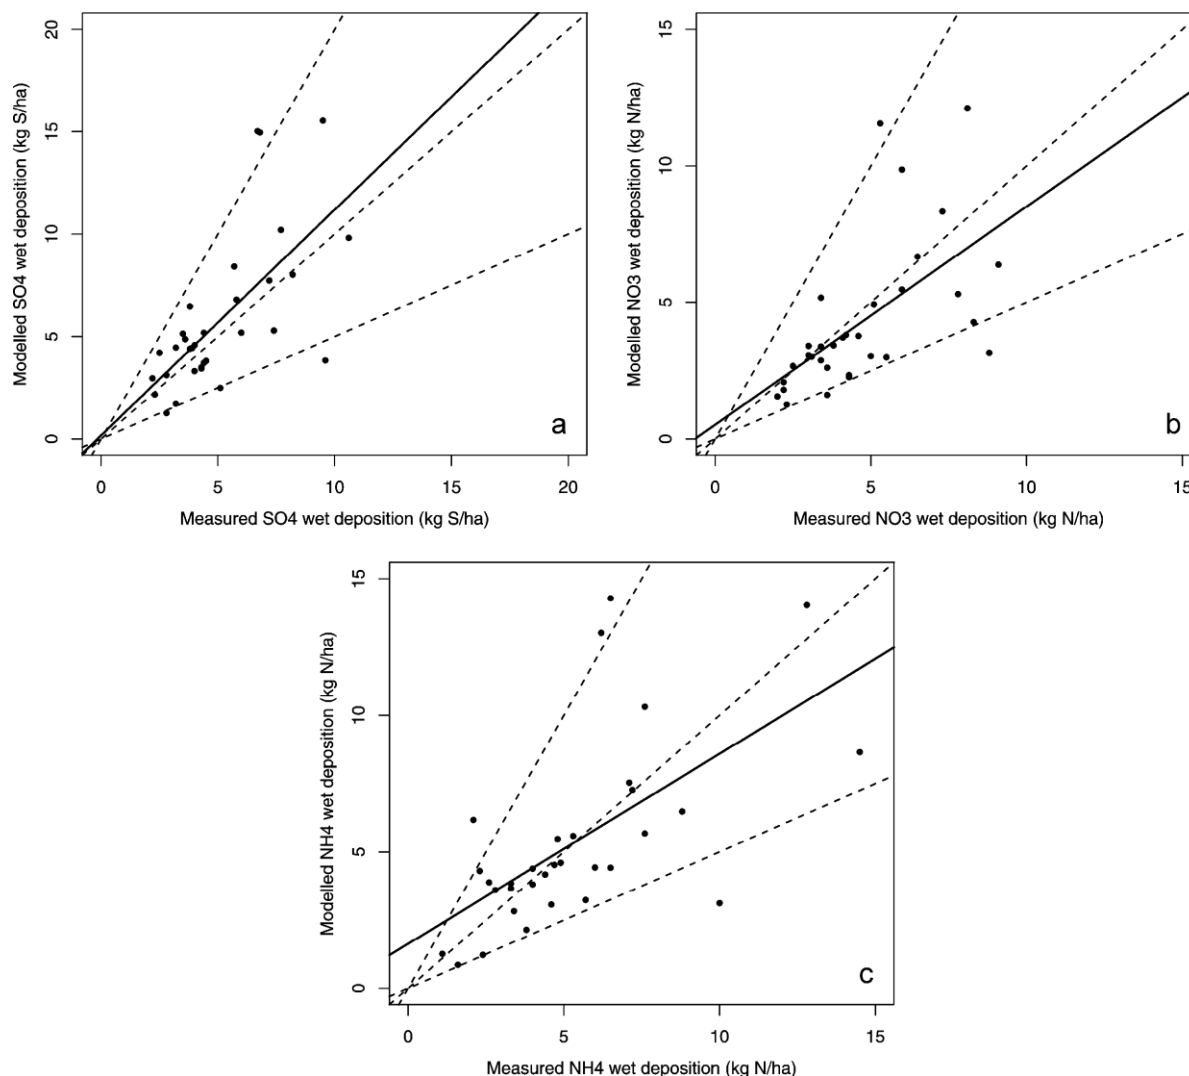 Modelled SO4 wet deposition (kg S/ha)
20
15
10
5
0
a
0 5 10 15 20
Measured SO4 wet deposition (kg S/ha)
Modelled NO3 wet deposition (kg N/ha)
15
10
5
0
b
0 5 10 15
Measured NO3 wet deposition (kg N/ha)
Modelled NH4 wet deposition (kg N/ha)
15
10
5
0
c
0 5 10 15
Measured NH4 wet deposition (kg N/ha)